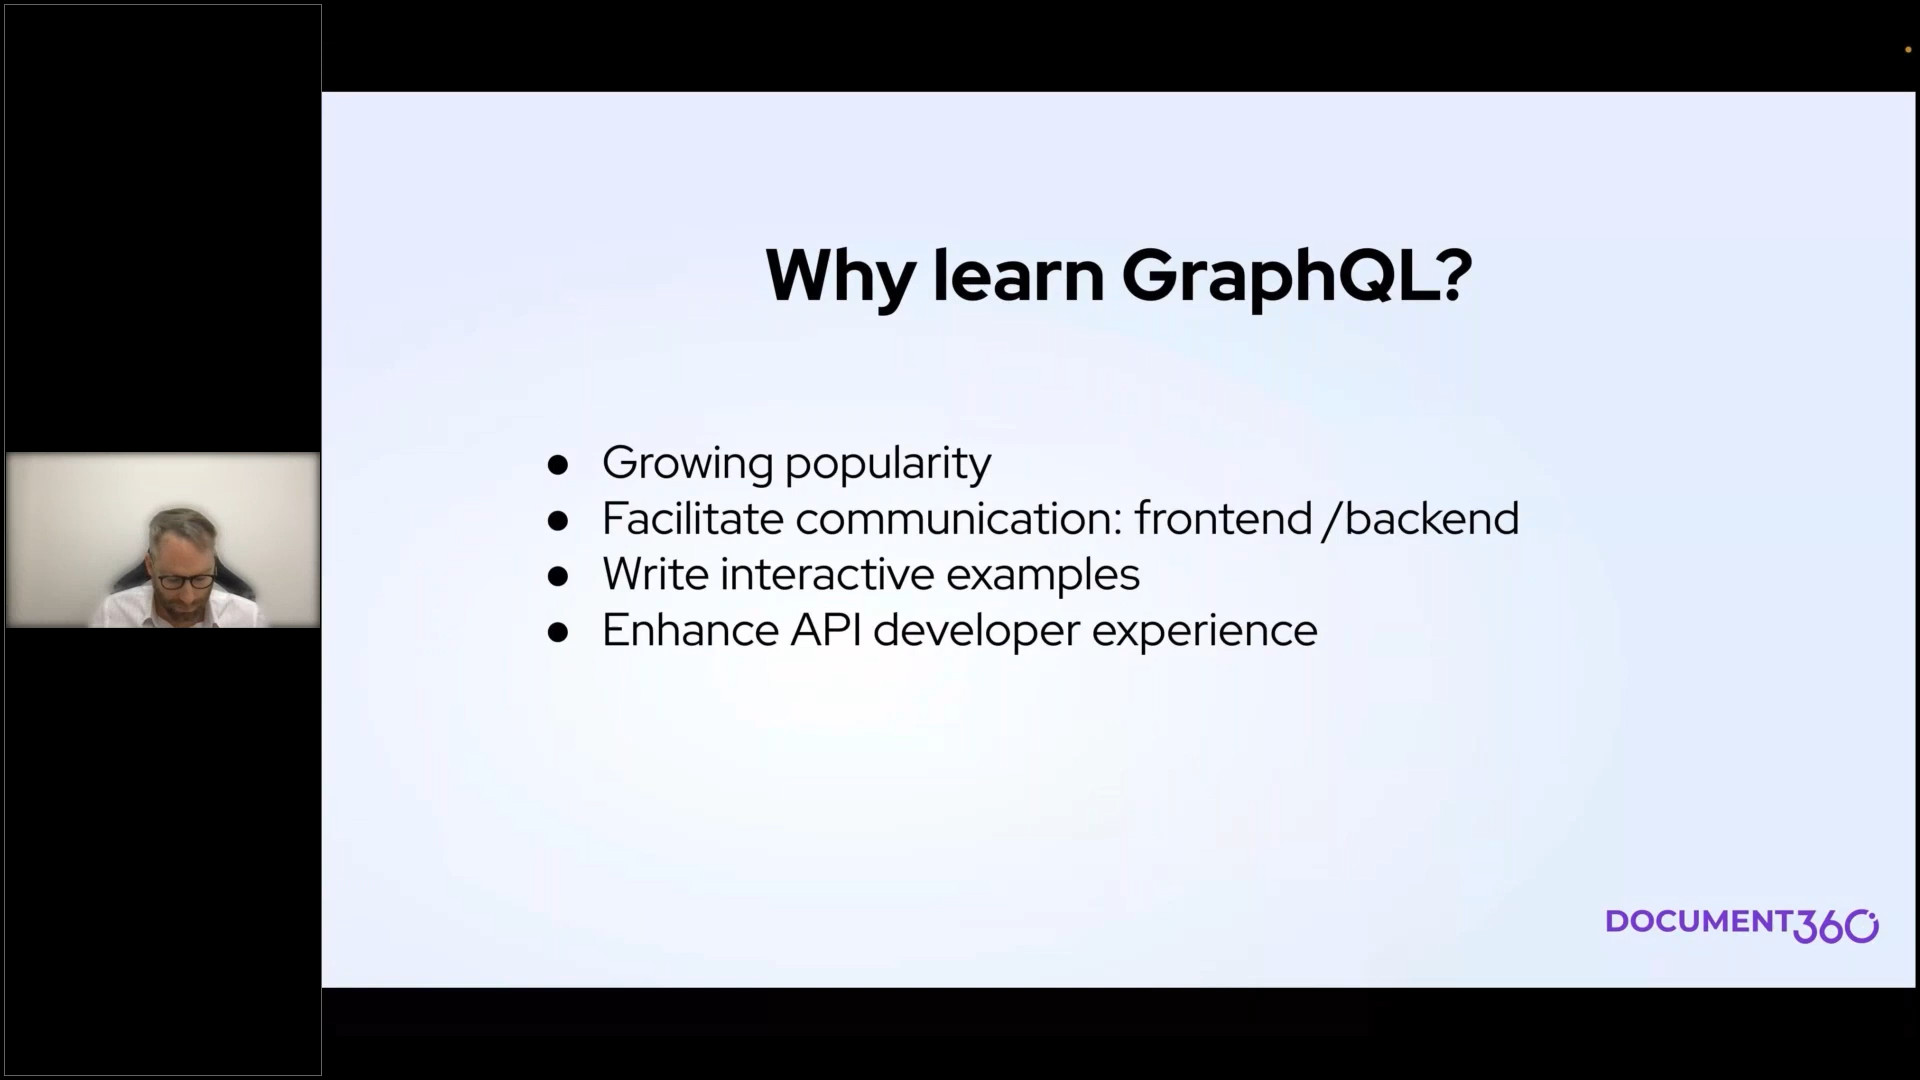 Why learn GraphQL?
● Growing popularity
● Facilitate communication: frontend /backend
● Write interactive examples
● Enhance API developer experience
DOCUMENT360